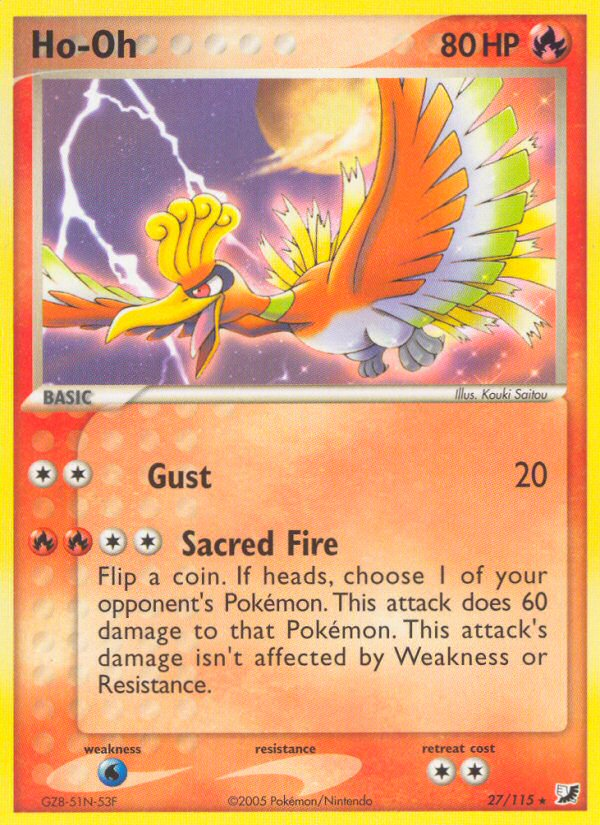 Ho-Oh 80 HP
BASIC Illus. Kouki Saitou
Gust 20
Sacred Fire
Flip a coin. If heads, choose 1 of your
opponent's Pokémon. This attack does 60
damage to that Pokémon. This attack's
damage isn't affected by Weakness or
Resistance.
weakness resistance retreat cost
GZB-51N-53F ©2005 Pokémon/Nintendo 27/115 ★